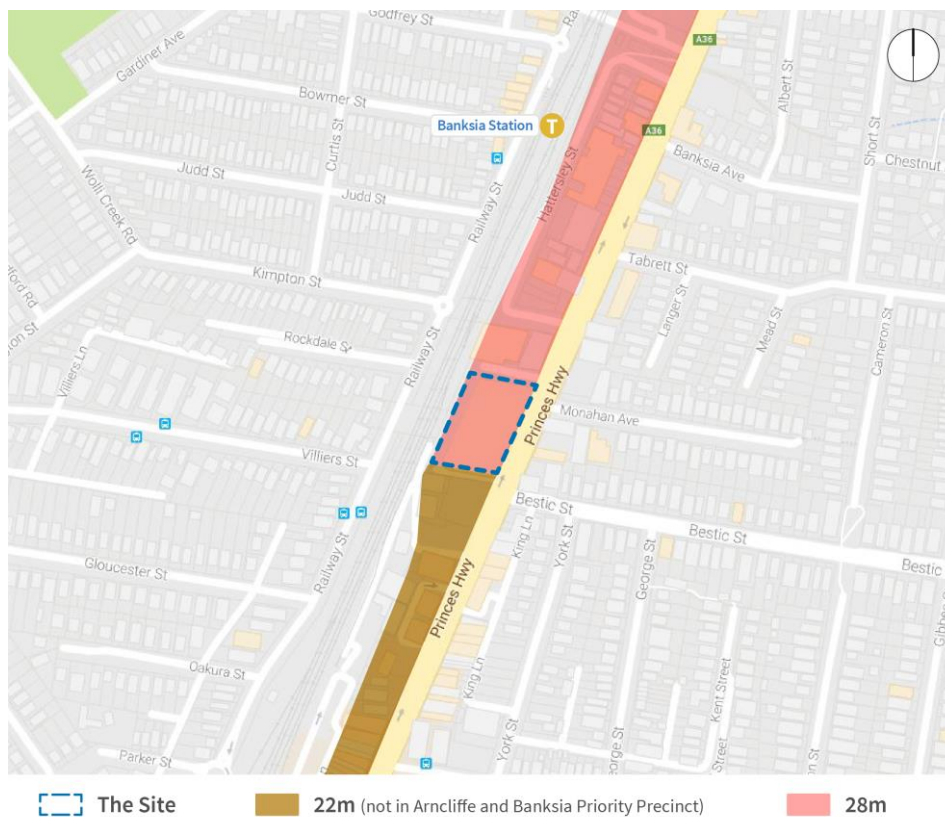 Godfrey St
Gardiner Ave
A36
Bowmer St
Albert St
Banksia Station
T
A36
Short St
Curtis St
Banksia Ave
Chestnut
Judd St
Hattersley St
Judd St
Railway St
Wolli Creek Rd
Tabrett St
Kimpton St
Langer St
Mead St
Cameron St
Rockdale St
Railway St
Villiers Ln
Princes Hwy
Monahan Ave
Villiers St
Bestic St
Bestic St
King Ln
York St
George St
Bestic
Gloucester St
Railway St
Princes Hwy
Oakura St
King Ln
Kent Street
York St
George St
Street
Parker St
The Site
22m (not in Arncliffe and Banksia Priority Precinct)
28m